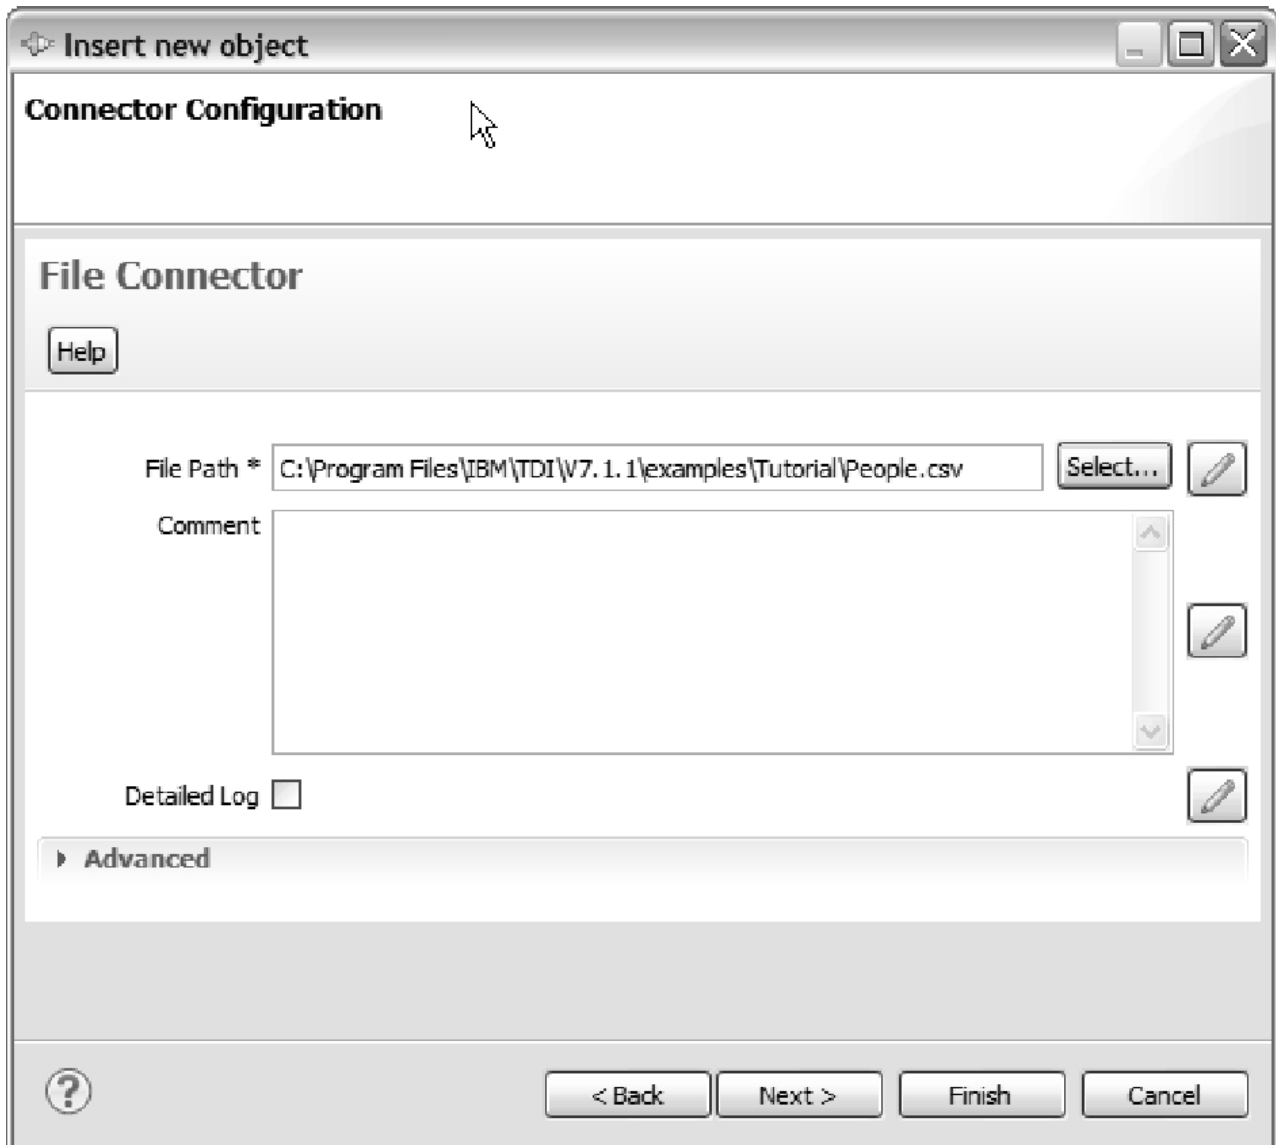 Insert new object
Connector Configuration
File Connector
Help
File Path * C:\Program Files\IBM\TDI\V7.1.1\examples\Tutorial\People.csv Select...
Comment
Detailed Log
Advanced
? < Back Next > Finish Cancel